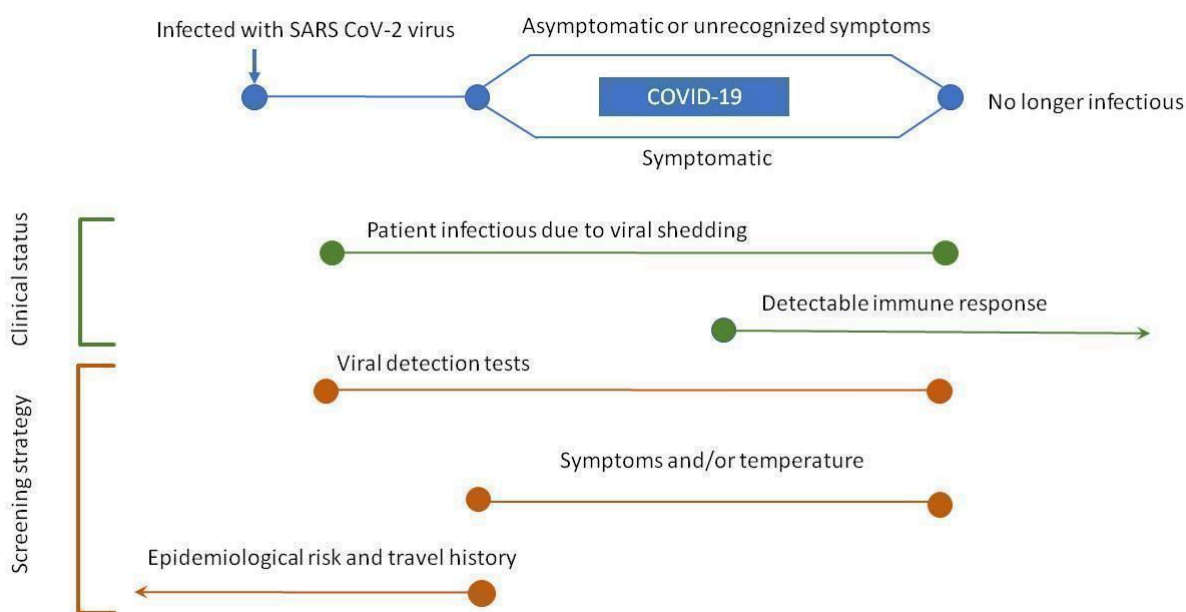 Infected with SARS CoV-2 virus
Asymptomatic or unrecognized symptoms
COVID-19
No longer infectious
Symptomatic
Clinical status
Patient infectious due to viral shedding
Detectable immune response
Screening strategy
Viral detection tests
Symptoms and/or temperature
Epidemiological risk and travel history